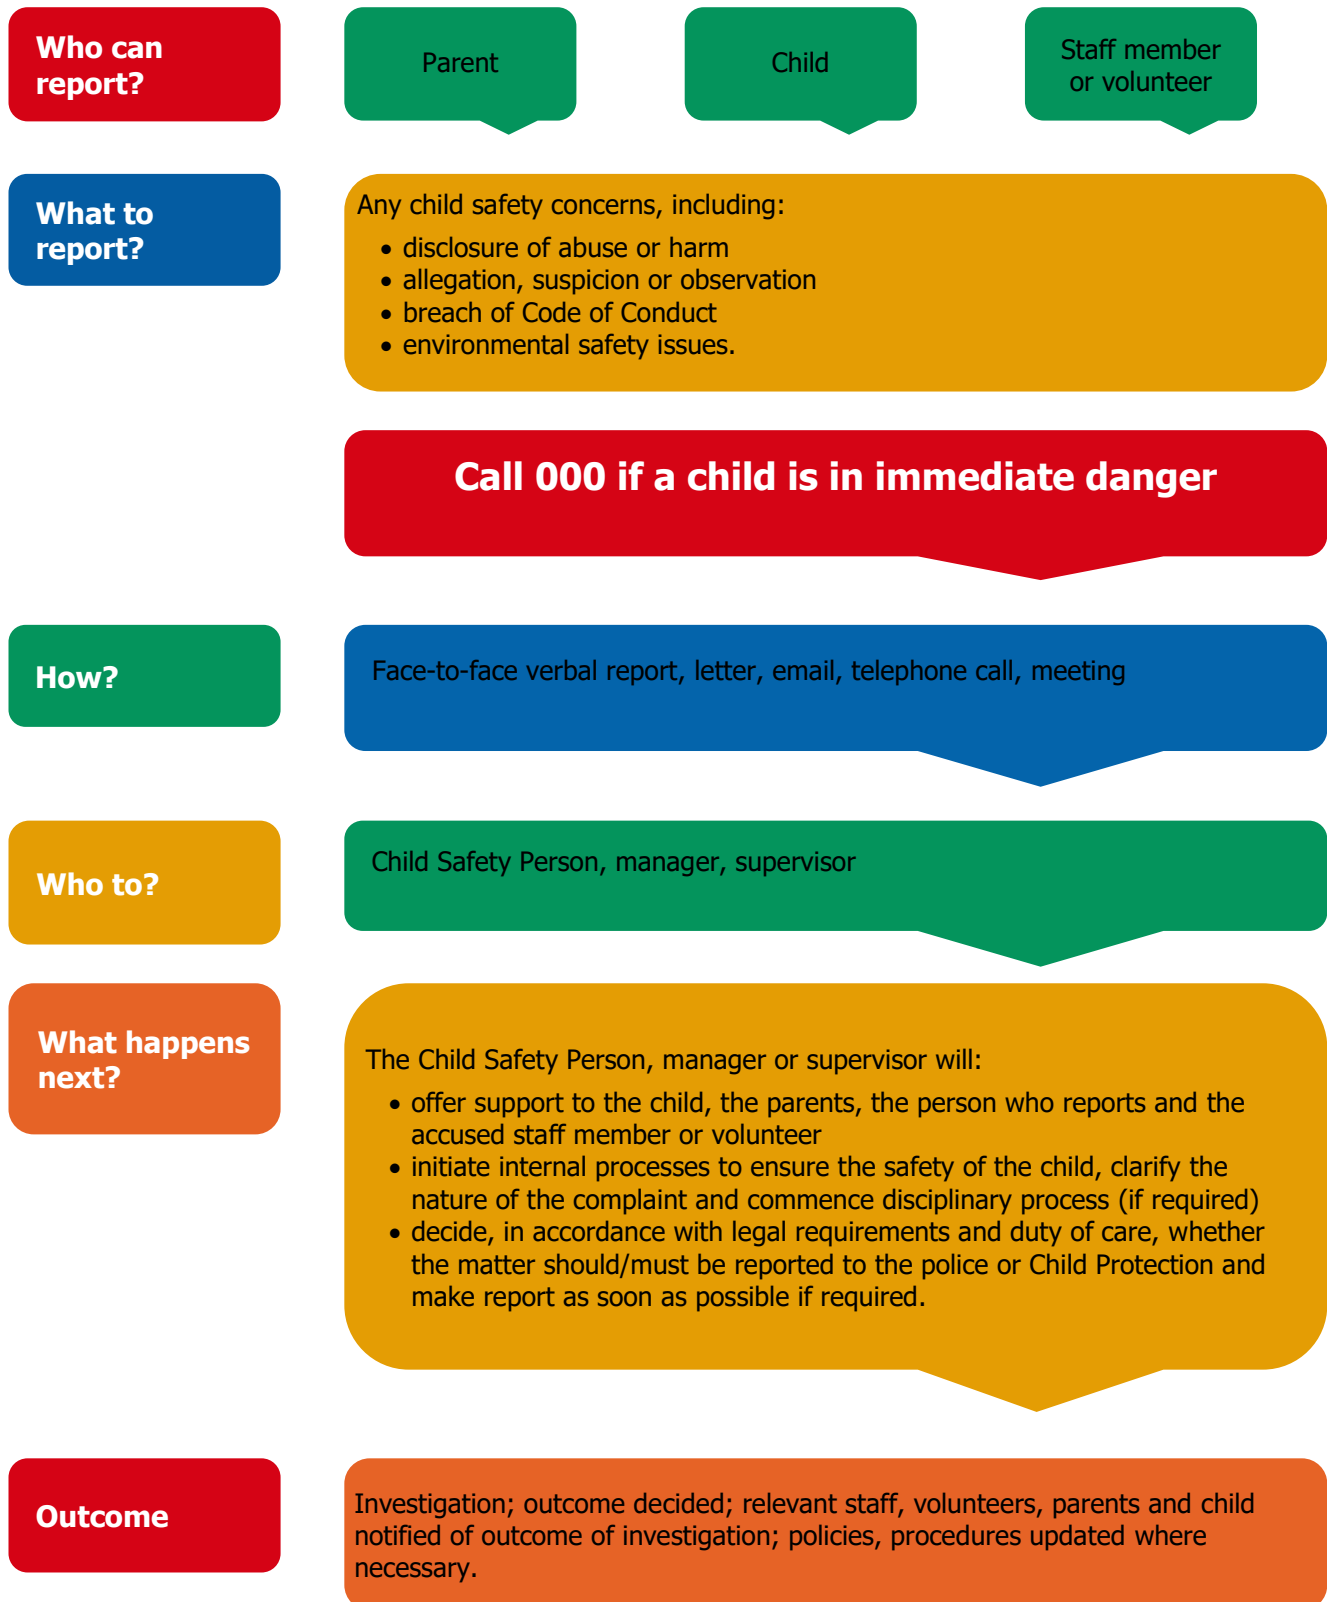 Who can
report?
Parent
Child
Staff member
or volunteer
What to
report?
Any child safety concerns, including:
• disclosure of abuse or harm
• allegation, suspicion or observation
• breach of Code of Conduct
• environmental safety issues.
Call 000 if a child is in immediate danger
How?
Face-to-face verbal report, letter, email, telephone call, meeting
Who to?
Child Safety Person, manager, supervisor
What happens
next?
The Child Safety Person, manager or supervisor will:
• offer support to the child, the parents, the person who reports and the
accused staff member or volunteer
• initiate internal processes to ensure the safety of the child, clarify the
nature of the complaint and commence disciplinary process (if required)
• decide, in accordance with legal requirements and duty of care, whether
the matter should/must be reported to the police or Child Protection and
make report as soon as possible if required.
Outcome
Investigation; outcome decided; relevant staff, volunteers, parents and child
notified of outcome of investigation; policies, procedures updated where
necessary.